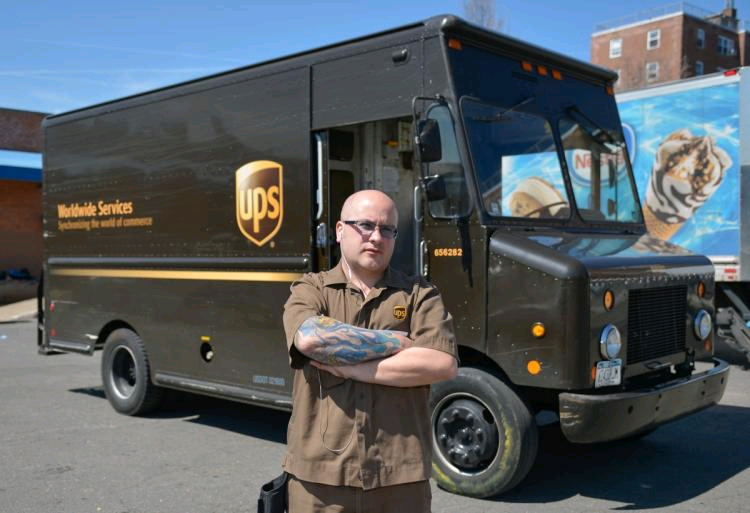 Worldwide Services
Synchronizing the world of commerce
ups
656282
ups
Nestlé